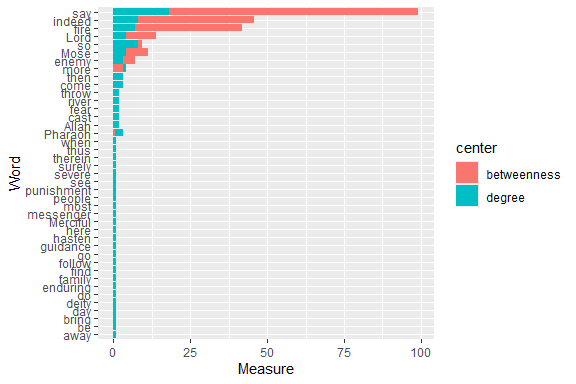 say
indeed
fire
Lord
so
Mose
enemy
more
then
come
throw
river
fear
cast
Allah
Pharaoh
when
thus
therein
surely
severe
see
punishment
people
most
messenger
Merciful
here
hasten
guidance
go
follow
find
family
enduring
do
deity
day
bring
be
away
Word
0
25
50
75
100
Measure
center
betweenness
degree